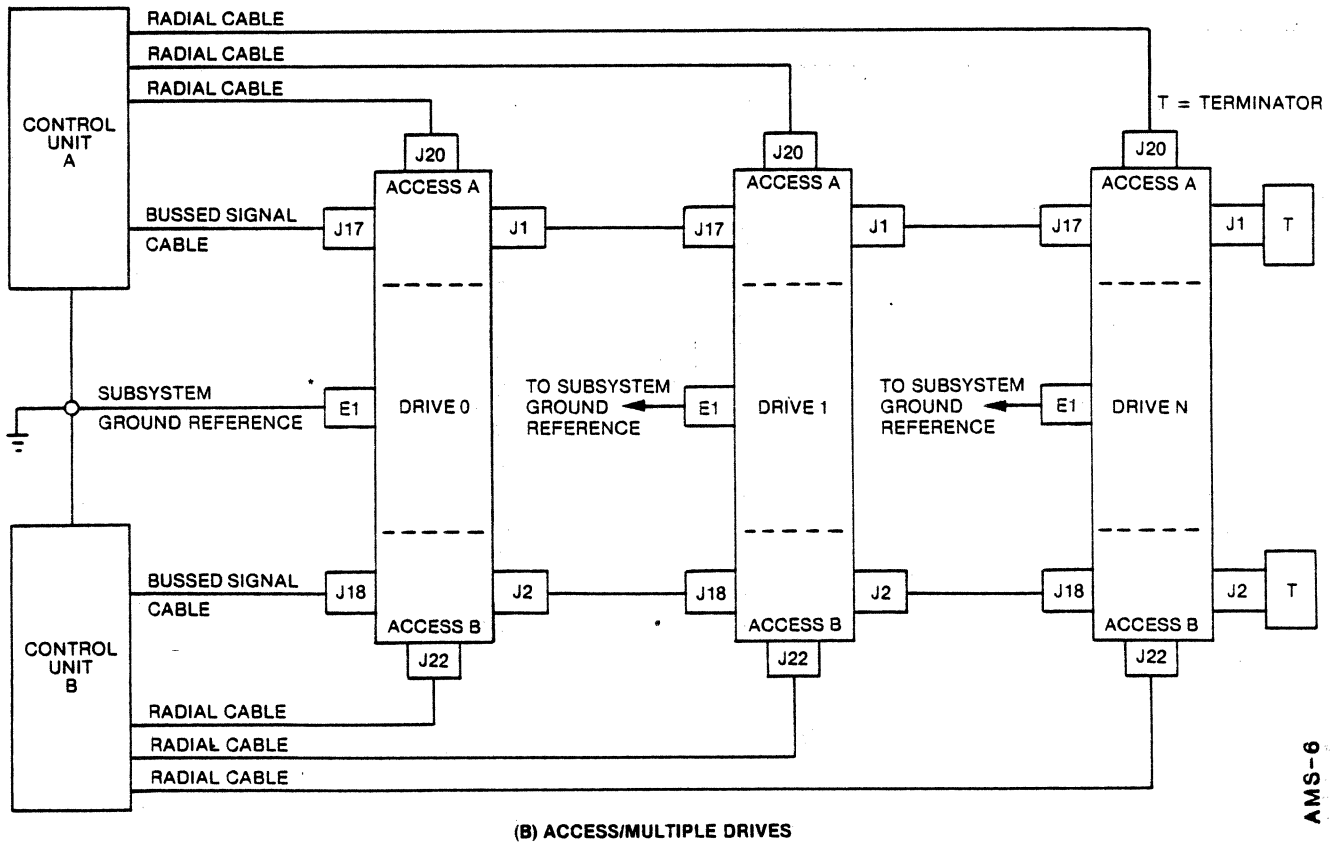 RADIAL CABLE
RADIAL CABLE
RADIAL CABLE
CONTROL
UNIT
A
T = TERMINATOR
J20
J20
J20
ACCESS A
ACCESS A
ACCESS A
BUSSED SIGNAL
CABLE
J17
J1
J17
J1
J17
J1
T
SUBSYSTEM
GROUND REFERENCE
E1
DRIVE 0
TO SUBSYSTEM
GROUND
REFERENCE
E1
DRIVE 1
TO SUBSYSTEM
GROUND
REFERENCE
E1
DRIVE N
BUSSED SIGNAL
CABLE
J18
J2
J18
J2
J18
J2
T
ACCESS B
ACCESS B
ACCESS B
CONTROL
UNIT
B
J22
J22
J22
RADIAL CABLE
RADIAL CABLE
RADIAL CABLE
AMS-6
(B) ACCESS/MULTIPLE DRIVES